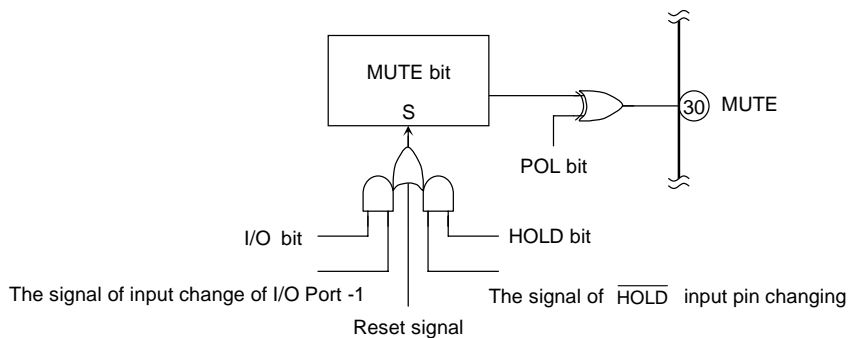 MUTE bit
S
30 MUTE
POL bit
I/O bit
HOLD bit
The signal of input change of I/O Port -1
The signal of HOLD input pin changing
Reset signal